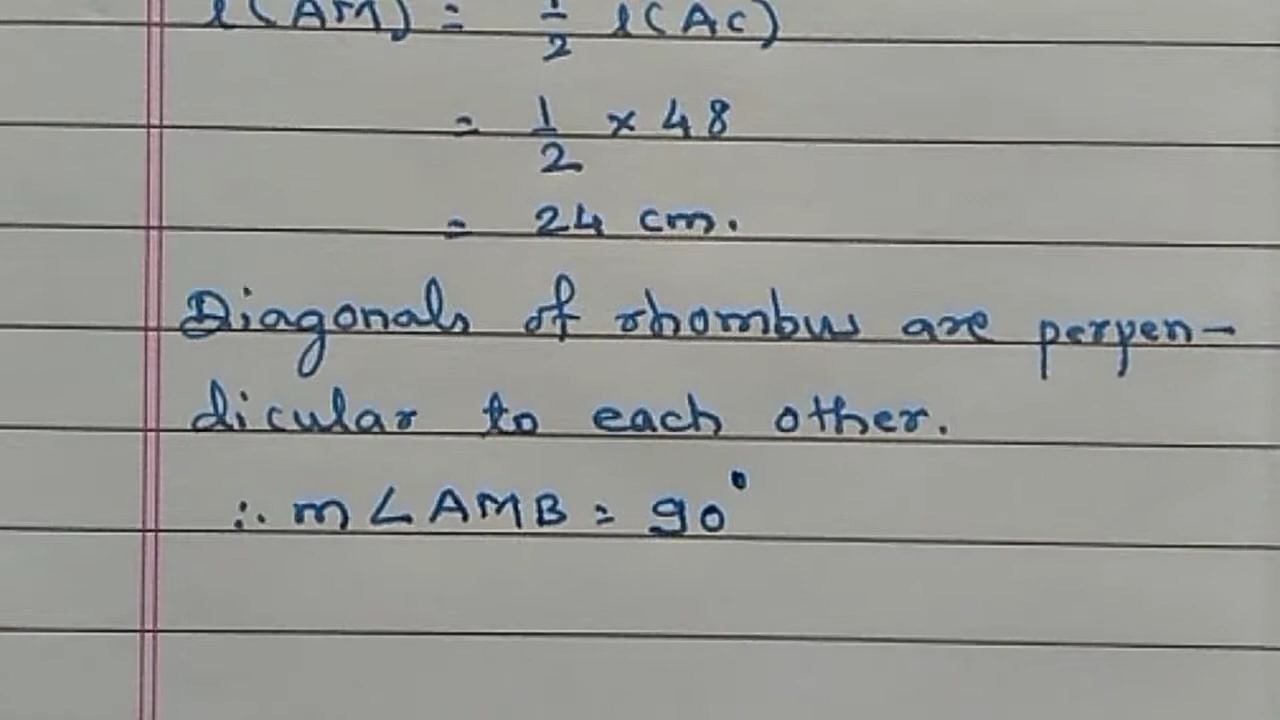 l(AM) = 1/2 l(AC)
= 1/2 × 48
= 24 cm.
Diagonals of rhombus are perpen-
dicular to each other.
∴ m∠AMB = 90°